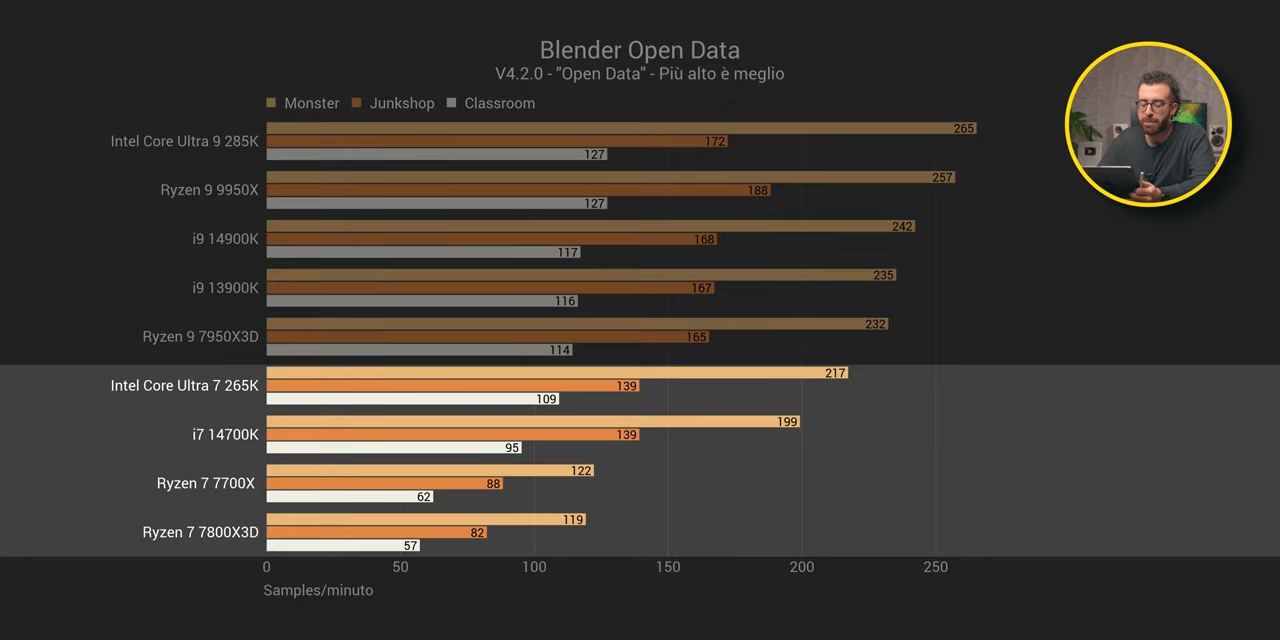 Blender Open Data
V4.2.0 - "Open Data" - Più alto è meglio
Monster Junkshop Classroom
Intel Core Ultra 9 285K 265 172 127
Ryzen 9 9950X 257 188 127
i9 14900K 242 168 117
i9 13900K 235 167 116
Ryzen 9 7950X3D 232 165 114
Intel Core Ultra 7 265K 217 139 109
i7 14700K 199 139 95
Ryzen 7 7700X 122 88 62
Ryzen 7 7800X3D 119 82 57
0 50 100 150 200 250
Samples/minuto